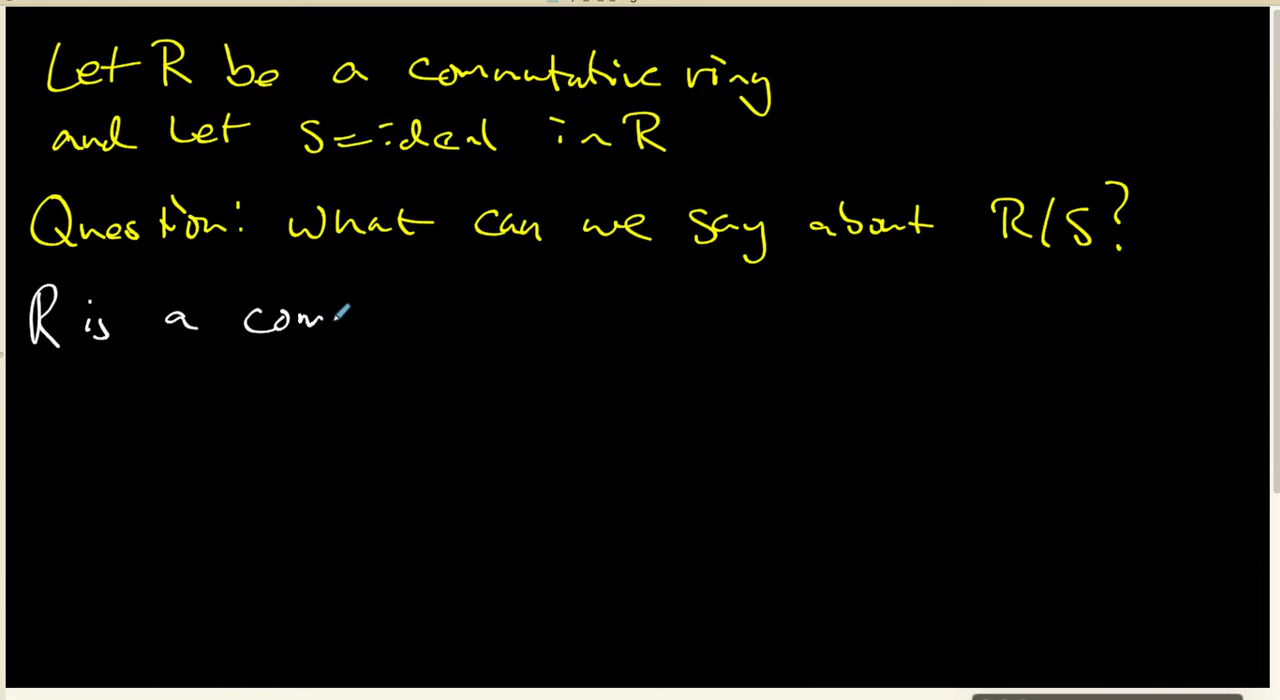 Let R be a commutative ring
and Let S=ideal in R
Question: What can we say about R/S?
R is a com